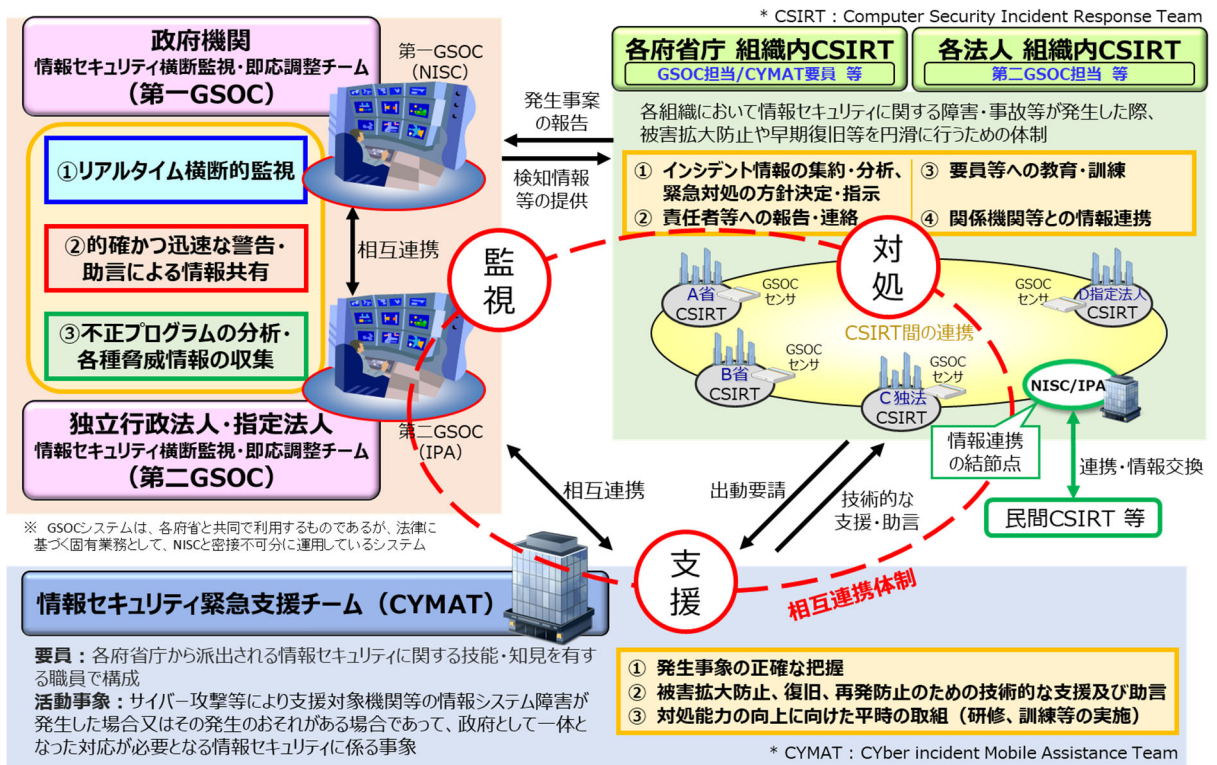 * CSIRT : Computer Security Incident Response Team
政府機関
情報セキュリティ横断監視・即応調整チーム
（第一GSOC）
第一GSOC
(NISC)
①リアルタイム横断的監視
②的確かつ迅速な警告・
助言による情報共有
③不正プログラムの分析・
各種脅威情報の収集
相互連携
独立行政法人・指定法人
情報セキュリティ横断監視・即応調整チーム
（第二GSOC）
第二GSOC
(IPA)
※ GSOCシステムは、各府省と共同で利用するものであるが、法律に
基づく固有業務として、NISCと密接不可分に運用しているシステム
発生事案
の報告
検知情報
等の提供
監視
各府省庁 組織内CSIRT
GSOC担当/CYMAT要員 等
各法人 組織内CSIRT
第二GSOC担当 等
各組織において情報セキュリティに関する障害・事故等が発生した際、
被害拡大防止や早期復旧等を円滑に行うための体制
① インシデント情報の集約・分析、
緊急対処の方針決定・指示
② 責任者等への報告・連絡
③ 要員等への教育・訓練
④ 関係機関等との情報連携
対処
A省
CSIRT
GSOC
センサ
D指定法人
CSIRT
GSOC
センサ
CSIRT間の連携
B省
CSIRT
GSOC
センサ
C独法
CSIRT
GSOC
センサ
NISC/IPA
情報連携
の結節点
連携・情報交換
民間CSIRT 等
相互連携
出動要請
技術的な
支援・助言
支援
相互連携体制
情報セキュリティ緊急支援チーム（CYMAT）
要員：各府省庁から派出される情報セキュリティに関する技能・知見を有す
る職員で構成
活動事象：サイバー攻撃等により支援対象機関等の情報システム障害が
発生した場合又はその発生のおそれがある場合であって、政府として一体
となった対応が必要となる情報セキュリティに係る事象
① 発生事象の正確な把握
② 被害拡大防止、復旧、再発防止のための技術的な支援及び助言
③ 対処能力の向上に向けた平時の取組（研修、訓練等の実施）
* CYMAT : CYber incident Mobile Assistance Team